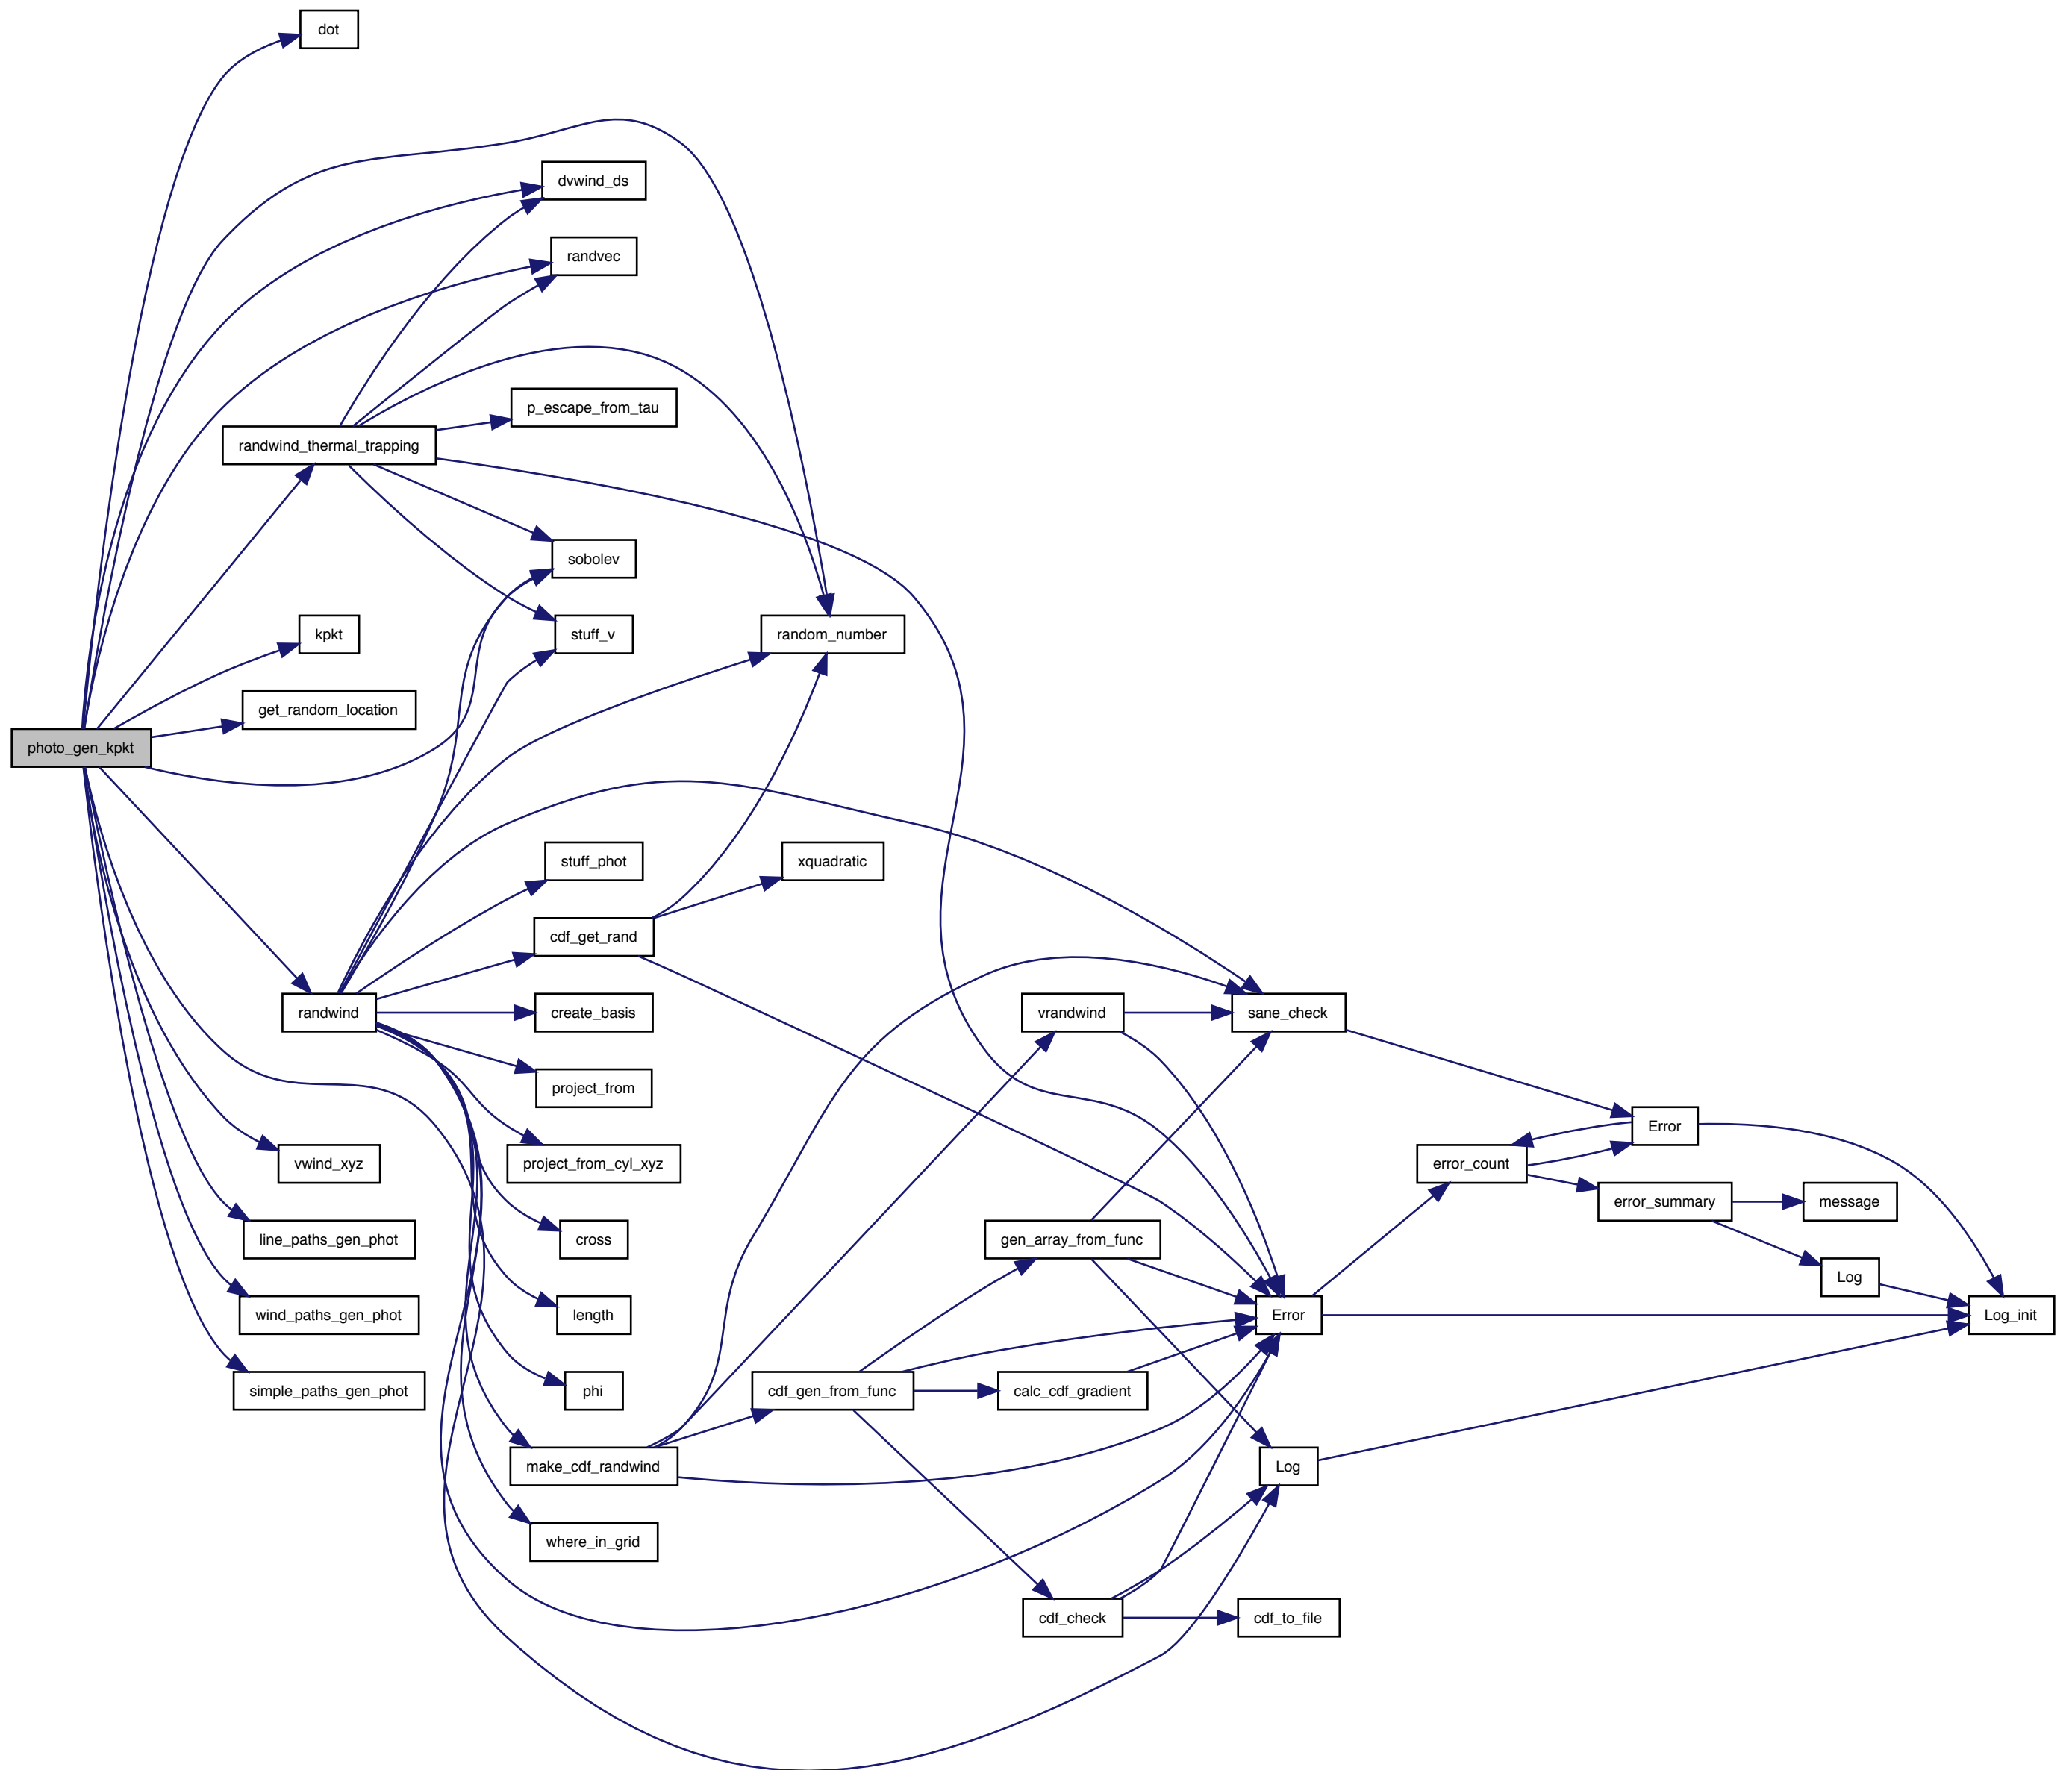 dot
dvwind_ds
randvec
p_escape_from_tau
randwind_thermal_trapping
sobolev
kpkt
stuff_v
random_number
get_random_location
photo_gen_kpkt
stuff_phot
xquadratic
cdf_get_rand
randwind
create_basis
vrandwind
sane_check
project_from
Error
vwind_xyz
project_from_cyl_xyz
error_count
error_summary
message
line_paths_gen_phot
cross
gen_array_from_func
Log
wind_paths_gen_phot
length
Error
Log_init
simple_paths_gen_phot
phi
cdf_gen_from_func
calc_cdf_gradient
make_cdf_randwind
Log
where_in_grid
cdf_check
cdf_to_file